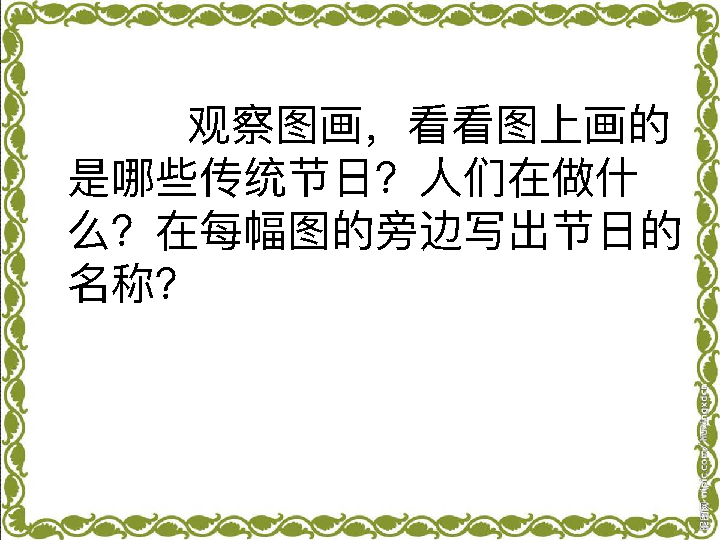 观察图画，看看图上画的
是哪些传统节日？人们在做什
么？在每幅图的旁边写出节日的
名称？